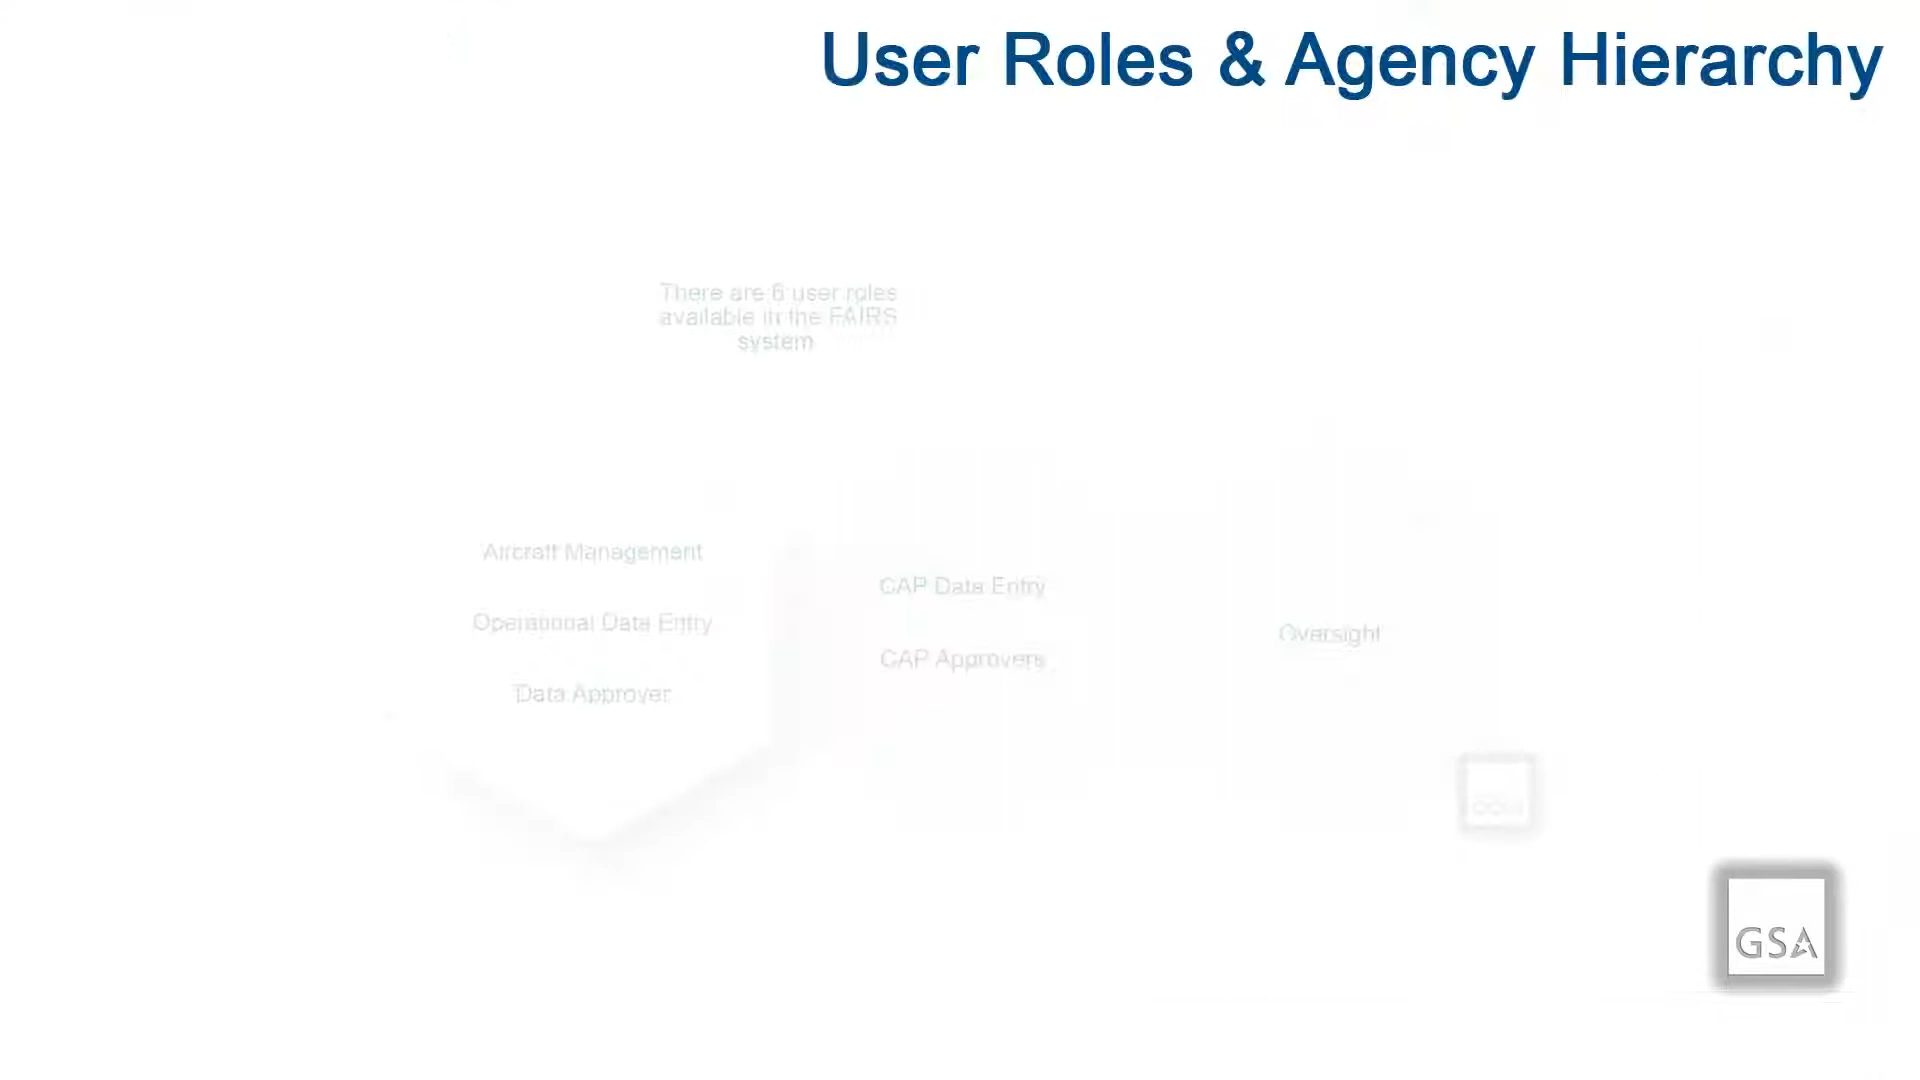 User Roles & Agency Hierarchy
There are 6 user roles
available in the FAIRS
system
Aircraft Management
Operational Data Entry
Data Approver
CAP Data Entry
CAP Approvers
Oversight
GSA